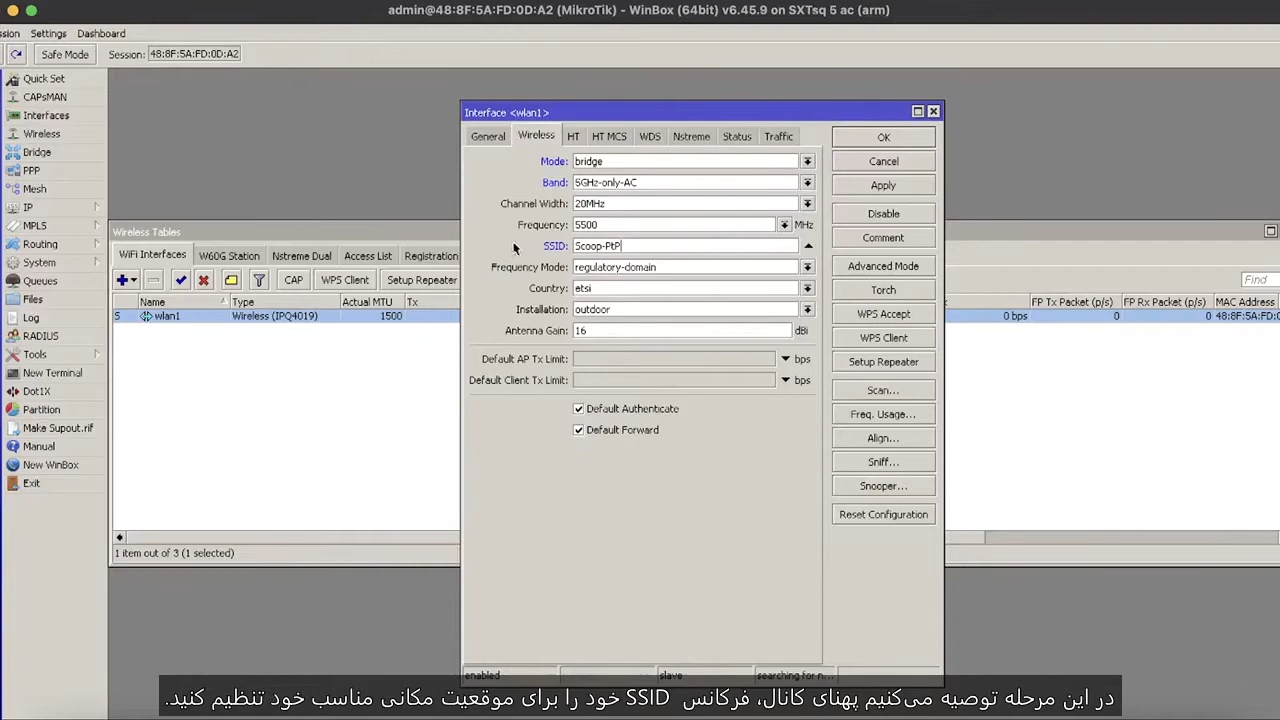 admin@48:8F:5A:FD:0D:A2 (MikroTik) - WinBox (64bit) v6.45.9 on SXTsq 5 ac (arm)
Settings Dashboard
Safe Mode Session: 48:8F:5A:FD:0D:A2
Quick Set
CAPsMAN
Interfaces
Wireless
Bridge
PPP
Mesh
IP
MPLS
Routing
System
Queues
Files
Log
RADIUS
Tools
New Terminal
Dot1X
Partition
Make Supout.rif
Manual
New WinBox
Exit
Wireless Tables
WiFi Interfaces W60G Station Nstreme Dual Access List Registration
CAP WPS Client Setup Repeater Find
Name Type Actual MTU Tx FP Tx Packet (p/s) FP Rx Packet (p/s) MAC Address
S wlan1 Wireless (IPQ4019) 1500 0 bps 0 0 48:8F:5A:FD:0
1 item out of 3 (1 selected)
Interface <wlan1>
General Wireless HT HT MCS WDS Nstreme Status Traffic
Mode: bridge
Band: 5GHz-only-AC
Channel Width: 20MHz
Frequency: 5500 MHz
SSID: Scoop-PtP
Frequency Mode: regulatory-domain
Country: etsi
Installation: outdoor
Antenna Gain: 16 dBi
Default AP Tx Limit: bps
Default Client Tx Limit: bps
Default Authenticate
Default Forward
OK
Cancel
Apply
Disable
Comment
Advanced Mode
Torch
WPS Accept
WPS Client
Setup Repeater
Scan...
Freq. Usage...
Align...
Sniff...
Snooper...
Reset Configuration
enabled slave searching for n...
در این مرحله توصیه می‌کنیم پهنای کانال، فرکانس SSID خود را برای موقعیت مکانی مناسب خود تنظیم کنید.